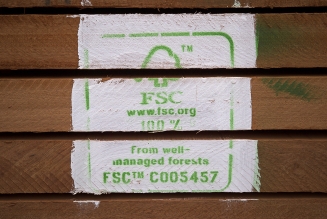 TM
FSC
www.fsc.org
100 %
From well-
managed forests
FSC™ C005457